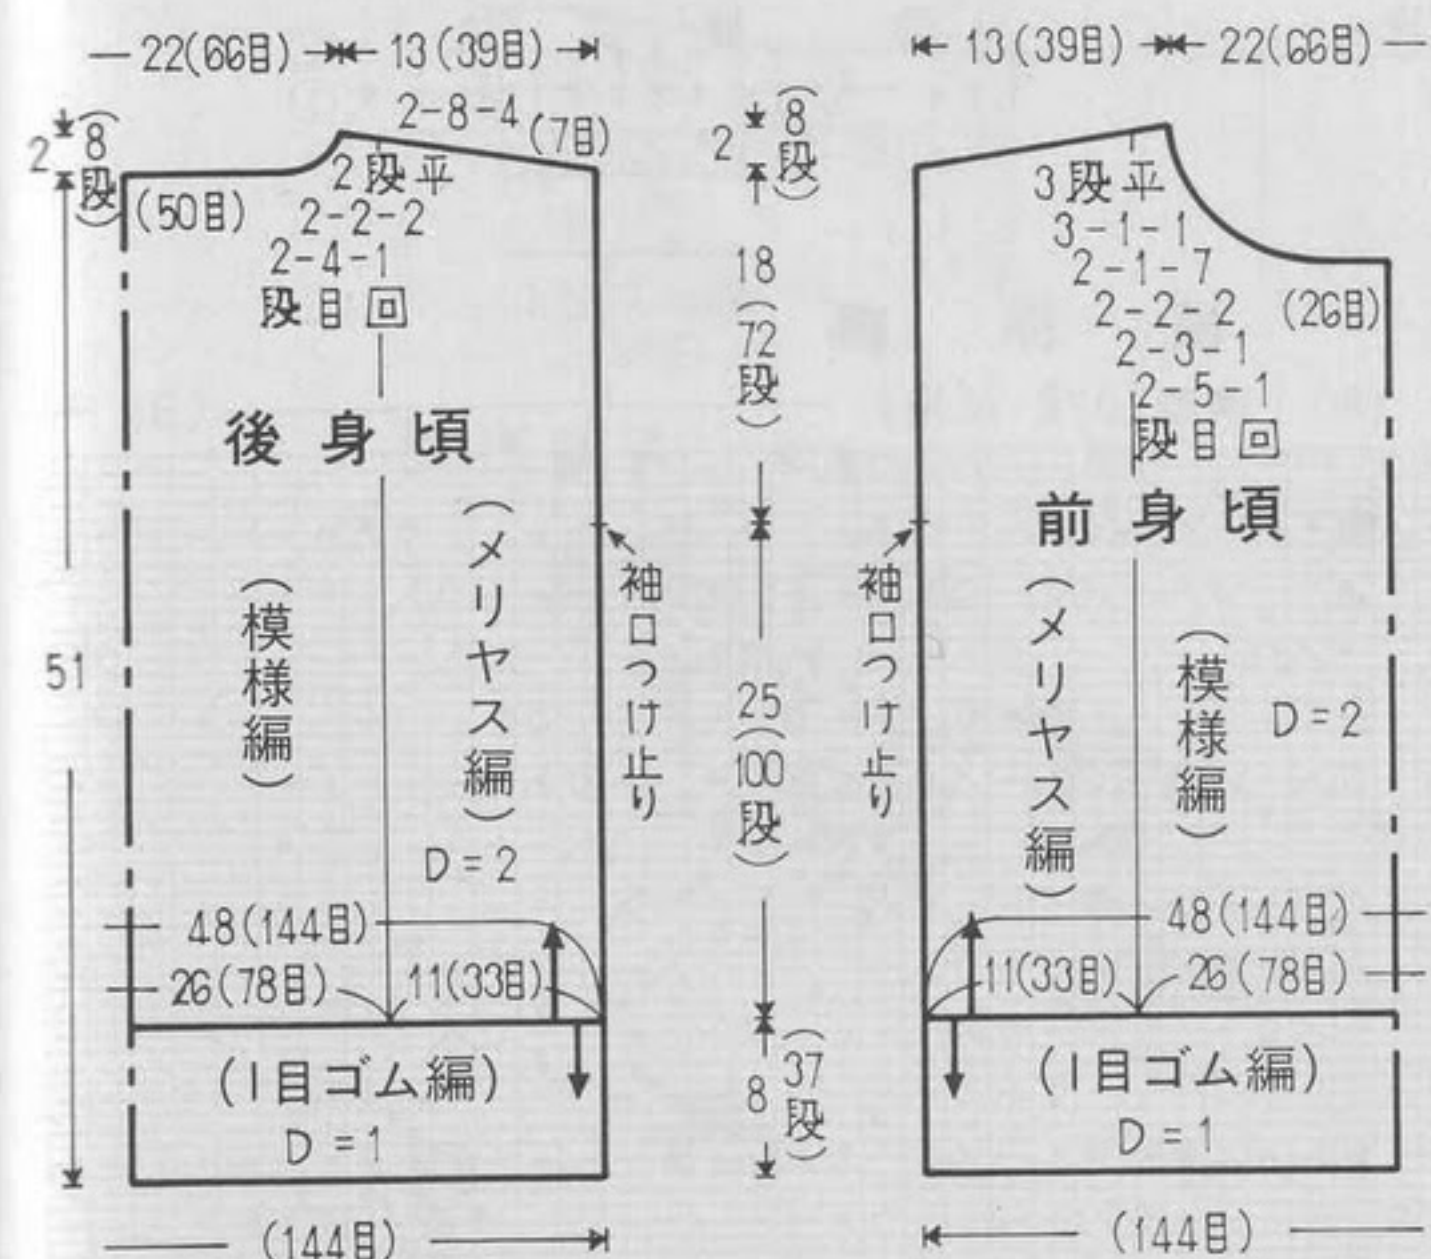 22(66目)
13(39目)
2-8-4
(7目)
2
(8段)
(50目)
2段平
2-2-2
2-4-1
段目回
後身頃
(模様編)
(メリヤス編)
D=2
51
48(144目)
26(78目)
11(33目)
(1目ゴム編)
D=1
(144目)
2
(8段)
18
(72段)
袖口つけ止り
25
(100段)
8
(37段)
13(39目)
22(66目)
3段平
3-1-1
2-1-7
2-2-2
(26目)
2-3-1
2-5-1
段目回
前身頃
袖口つけ止り
(メリヤス編)
(模様編)
D=2
48(144目)
11(33目)
26(78目)
(1目ゴム編)
D=1
(144目)